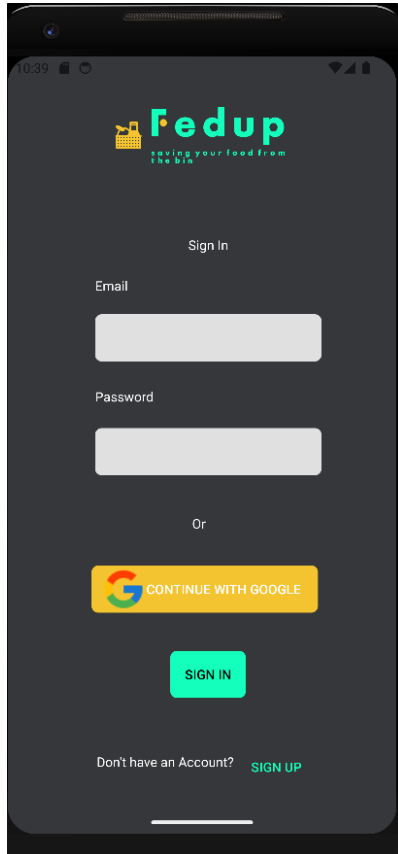 10:39
Fedup
saving your food from
the bin
Sign In
Email
Password
Or
CONTINUE WITH GOOGLE
SIGN IN
Don't have an Account? SIGN UP